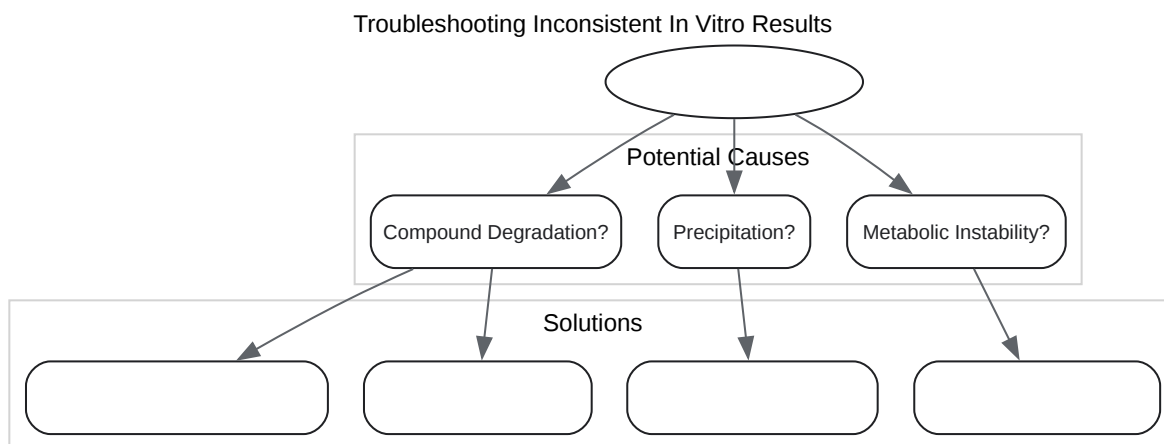 Troubleshooting Inconsistent In Vitro Results
Potential Causes
Compound Degradation?
Precipitation?
Metabolic Instability?
Solutions